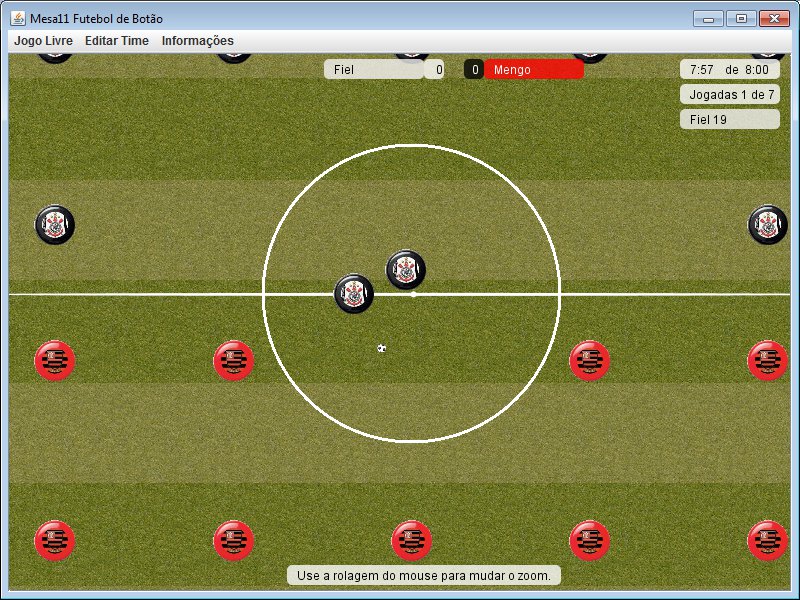 Mesa11 Futebol de Botão
Jogo Livre Editar Time Informações
Fiel 0 0 Mengo 7:57 de 8:00
Jogadas 1 de 7
Fiel 19
Use a rolagem do mouse para mudar o zoom.